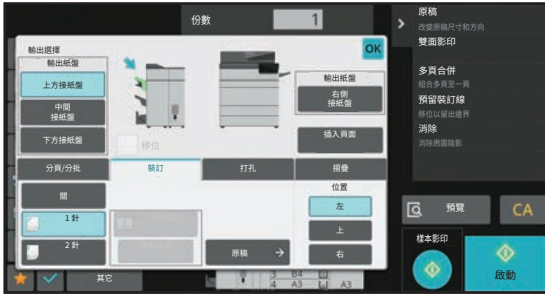 份數
1
原稿
改變原稿尺寸和方向
雙面影印
多頁合併
組合多頁至一頁
預留裝訂線
移位以留出邊界
消除
消除周圍陰影
預覽
CA
樣本影印
啟動
輸出選擇
OK
輸出紙盤
上方接紙盤
中間
接紙盤
下方接紙盤
移位
輸出紙盤
右側
接紙盤
插入頁面
分頁/分批
裝訂
打孔
摺疊
關
1 針
2 針
原稿
位置
左
上
右
其它
3 B4
4 A3
A3